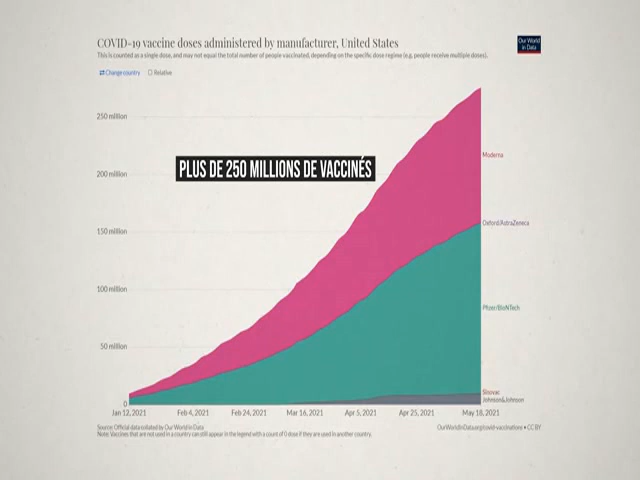 COVID-19 vaccine doses administered by manufacturer, United States
This is counted as a single dose, and may not equal the total number of people vaccinated, depending on the specific dose regime (e.g. people receive multiple doses).
Our World
in Data
Change country
Relative
250 million
Moderna
PLUS DE 250 MILLIONS DE VACCINÉS
200 million
Oxford/AstraZeneca
150 million
100 million
Pfizer/BioNTech
50 million
Sinovac
Johnson&Johnson
0
Jan 12, 2021
Feb 4, 2021
Feb 24, 2021
Mar 16, 2021
Apr 5, 2021
Apr 25, 2021
May 18, 2021
Source: Official data collated by Our World in Data
OurWorldInData.org/covid-vaccinations • CC BY
Note: Vaccines that are not used in a country can still appear in the legend with a count of 0 dose if they are used in another country.